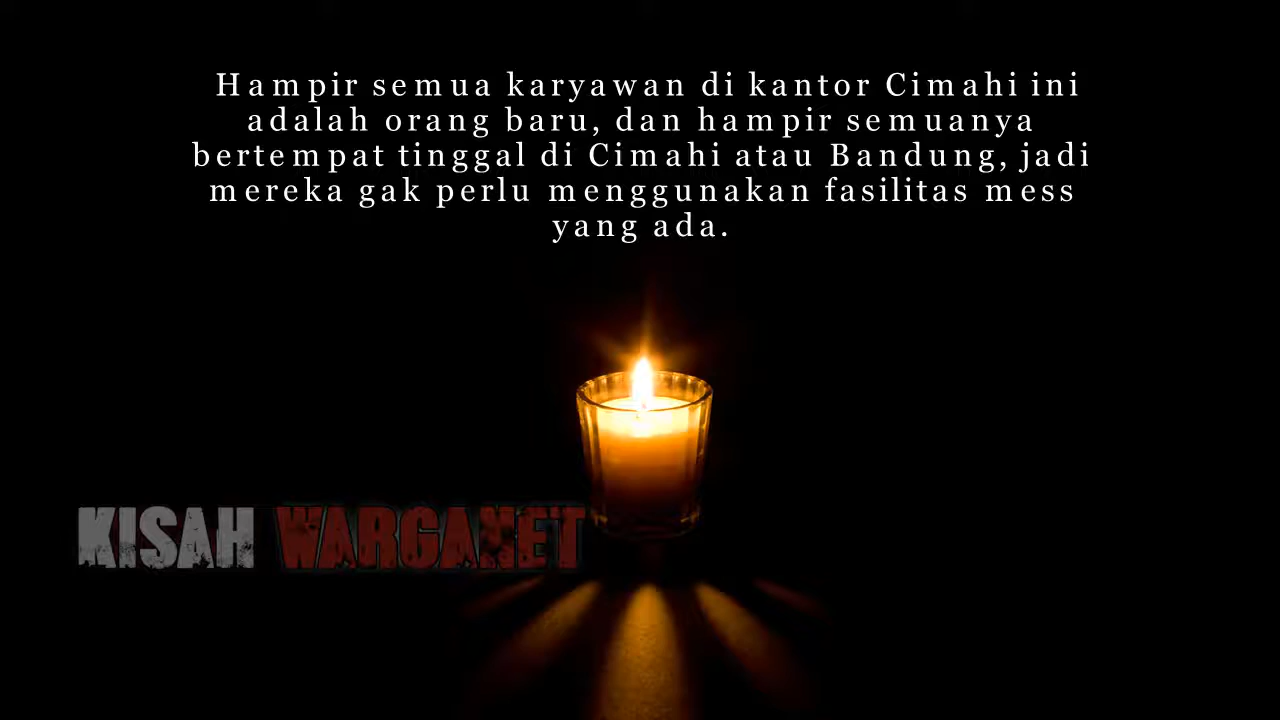 Hampir semua karyawan di kantor Cimahi ini
adalah orang baru, dan hampir semuanya
bertempat tinggal di Cimahi atau Bandung, jadi
mereka gak perlu menggunakan fasilitas mess
yang ada.
KISAH WARGANET